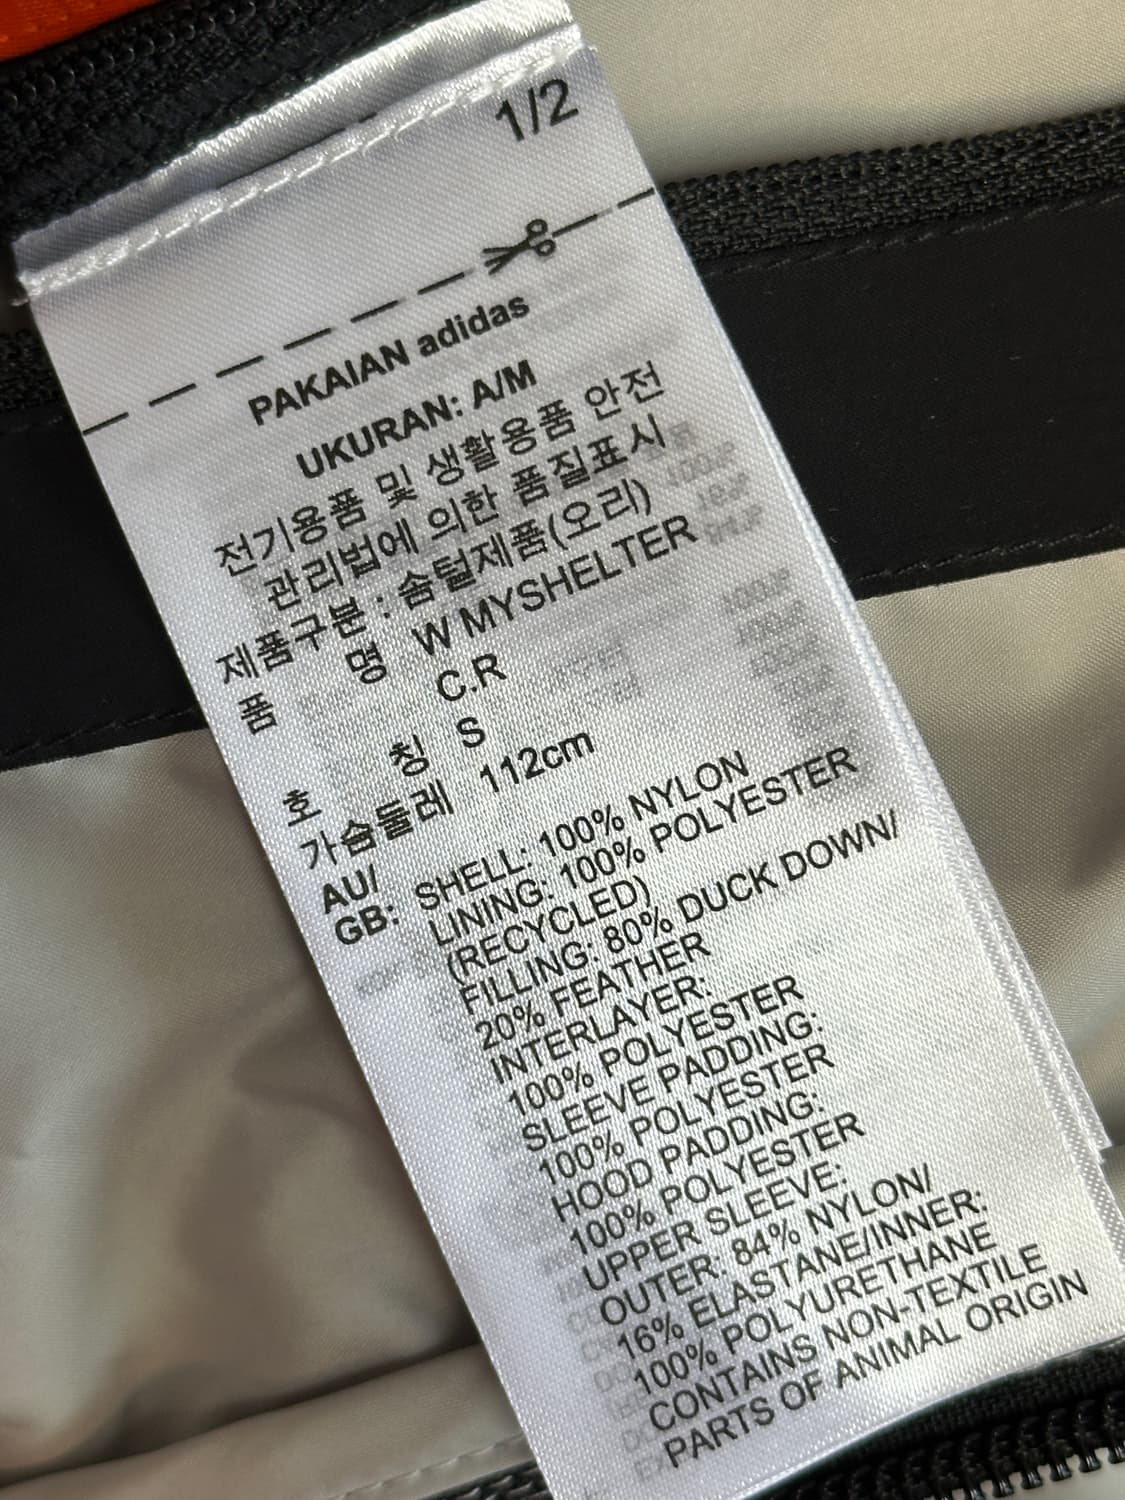 1/2
PAKAIAN adidas
UKURAN: A/M
전기용품 및 생활용품 안전
관리법에 의한 품질표시
제품구분 : 솜털제품(오리)
품 명 W MYSHELTER
C.R
호 칭 S
가슴둘레 112cm
AU/
GB: SHELL: 100% NYLON
LINING: 100% POLYESTER
(RECYCLED)
FILLING: 80% DUCK DOWN/
20% FEATHER
INTERLAYER:
100% POLYESTER
SLEEVE PADDING:
100% POLYESTER
HOOD PADDING:
100% POLYESTER
UPPER SLEEVE:
OUTER: 84% NYLON/
16% ELASTANE/INNER:
100% POLYURETHANE
CONTAINS NON-TEXTILE
PARTS OF ANIMAL ORIGIN